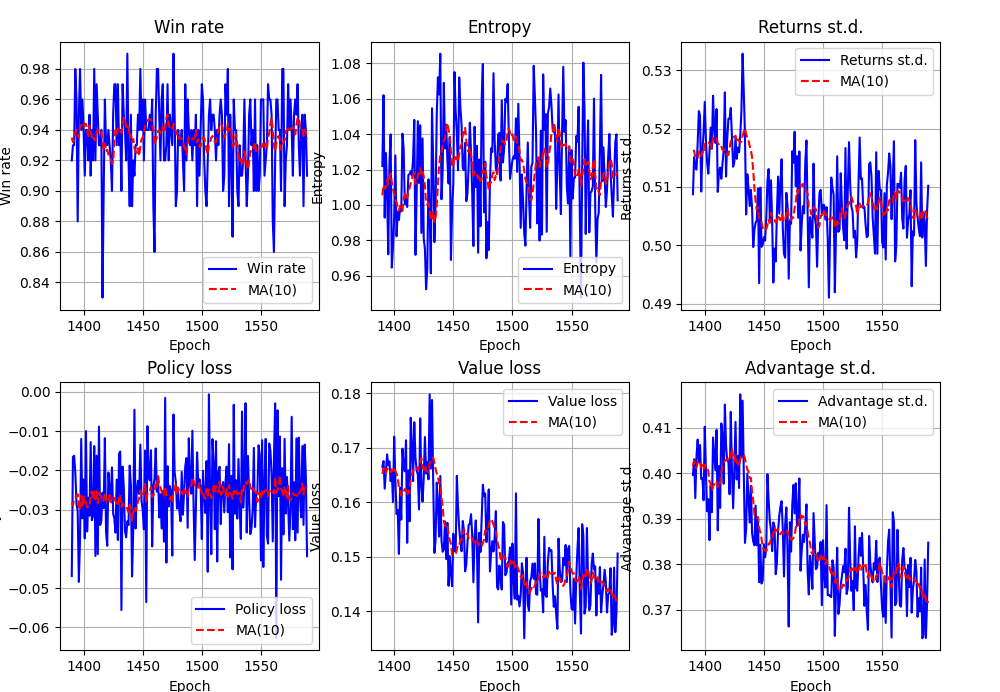 Win rate
Win rate
0.98
0.96
0.94
0.92
0.90
0.88
0.86
0.84
1400
1450
1500
1550
Epoch
Win rate
MA(10)
Entropy
Entropy
1.08
1.06
1.04
1.02
1.00
0.98
0.96
1400
1450
1500
1550
Epoch
Entropy
MA(10)
Returns st.d.
Returns st.d.
0.53
0.52
0.51
0.50
0.49
1400
1450
1500
1550
Epoch
Returns st.d.
MA(10)
Policy loss
0.00
−0.01
−0.02
−0.03
−0.04
−0.05
−0.06
1400
1450
1500
1550
Epoch
Policy loss
MA(10)
Value loss
Value loss
0.18
0.17
0.16
0.15
0.14
1400
1450
1500
1550
Epoch
Value loss
MA(10)
Advantage st.d.
Advantage st.d.
0.41
0.40
0.39
0.38
0.37
1400
1450
1500
1550
Epoch
Advantage st.d.
MA(10)